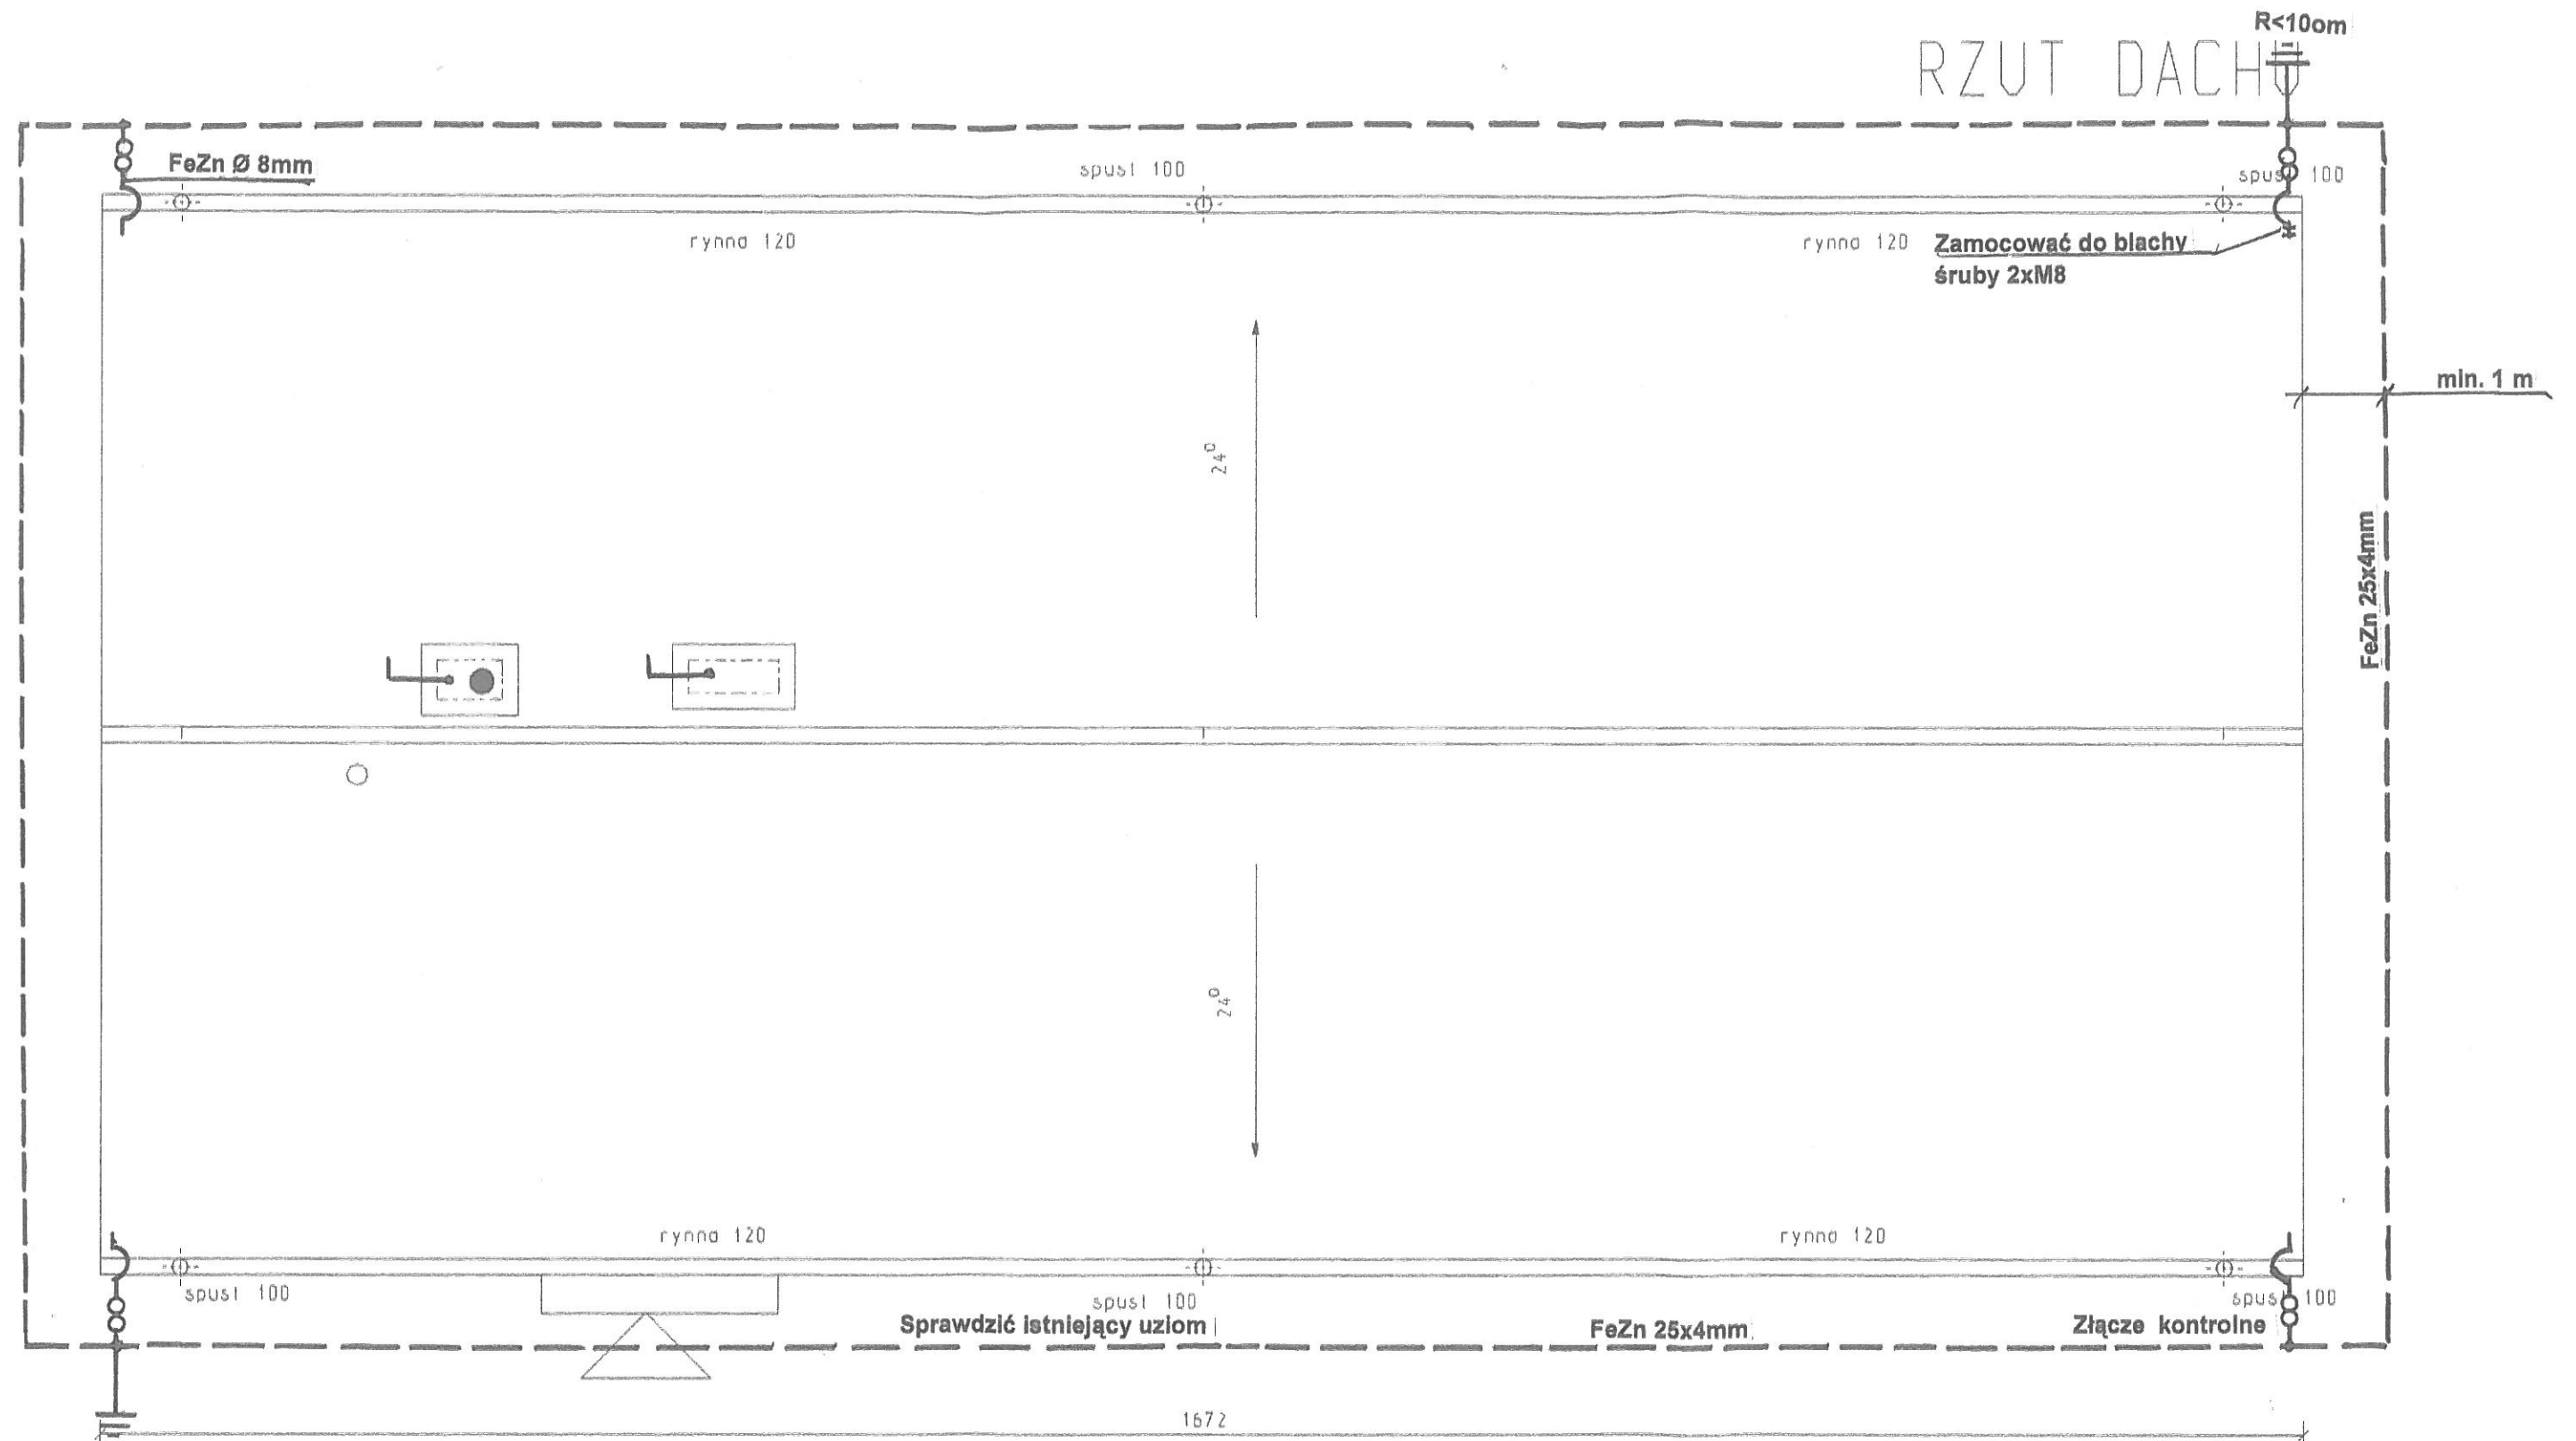 R<10om
RZUT DACHU
FeZn Ø 8mm
spust 100
spust 100
rynna 120
rynna 120
Zamocować do blachy
śruby 2xM8
min. 1 m
24°
FeZn 25x4mm
24°
rynna 120
rynna 120
spust 100
spust 100
spust 100
Sprawdzić istniejący uziom
FeZn 25x4mm
Złącze kontrolne
1672